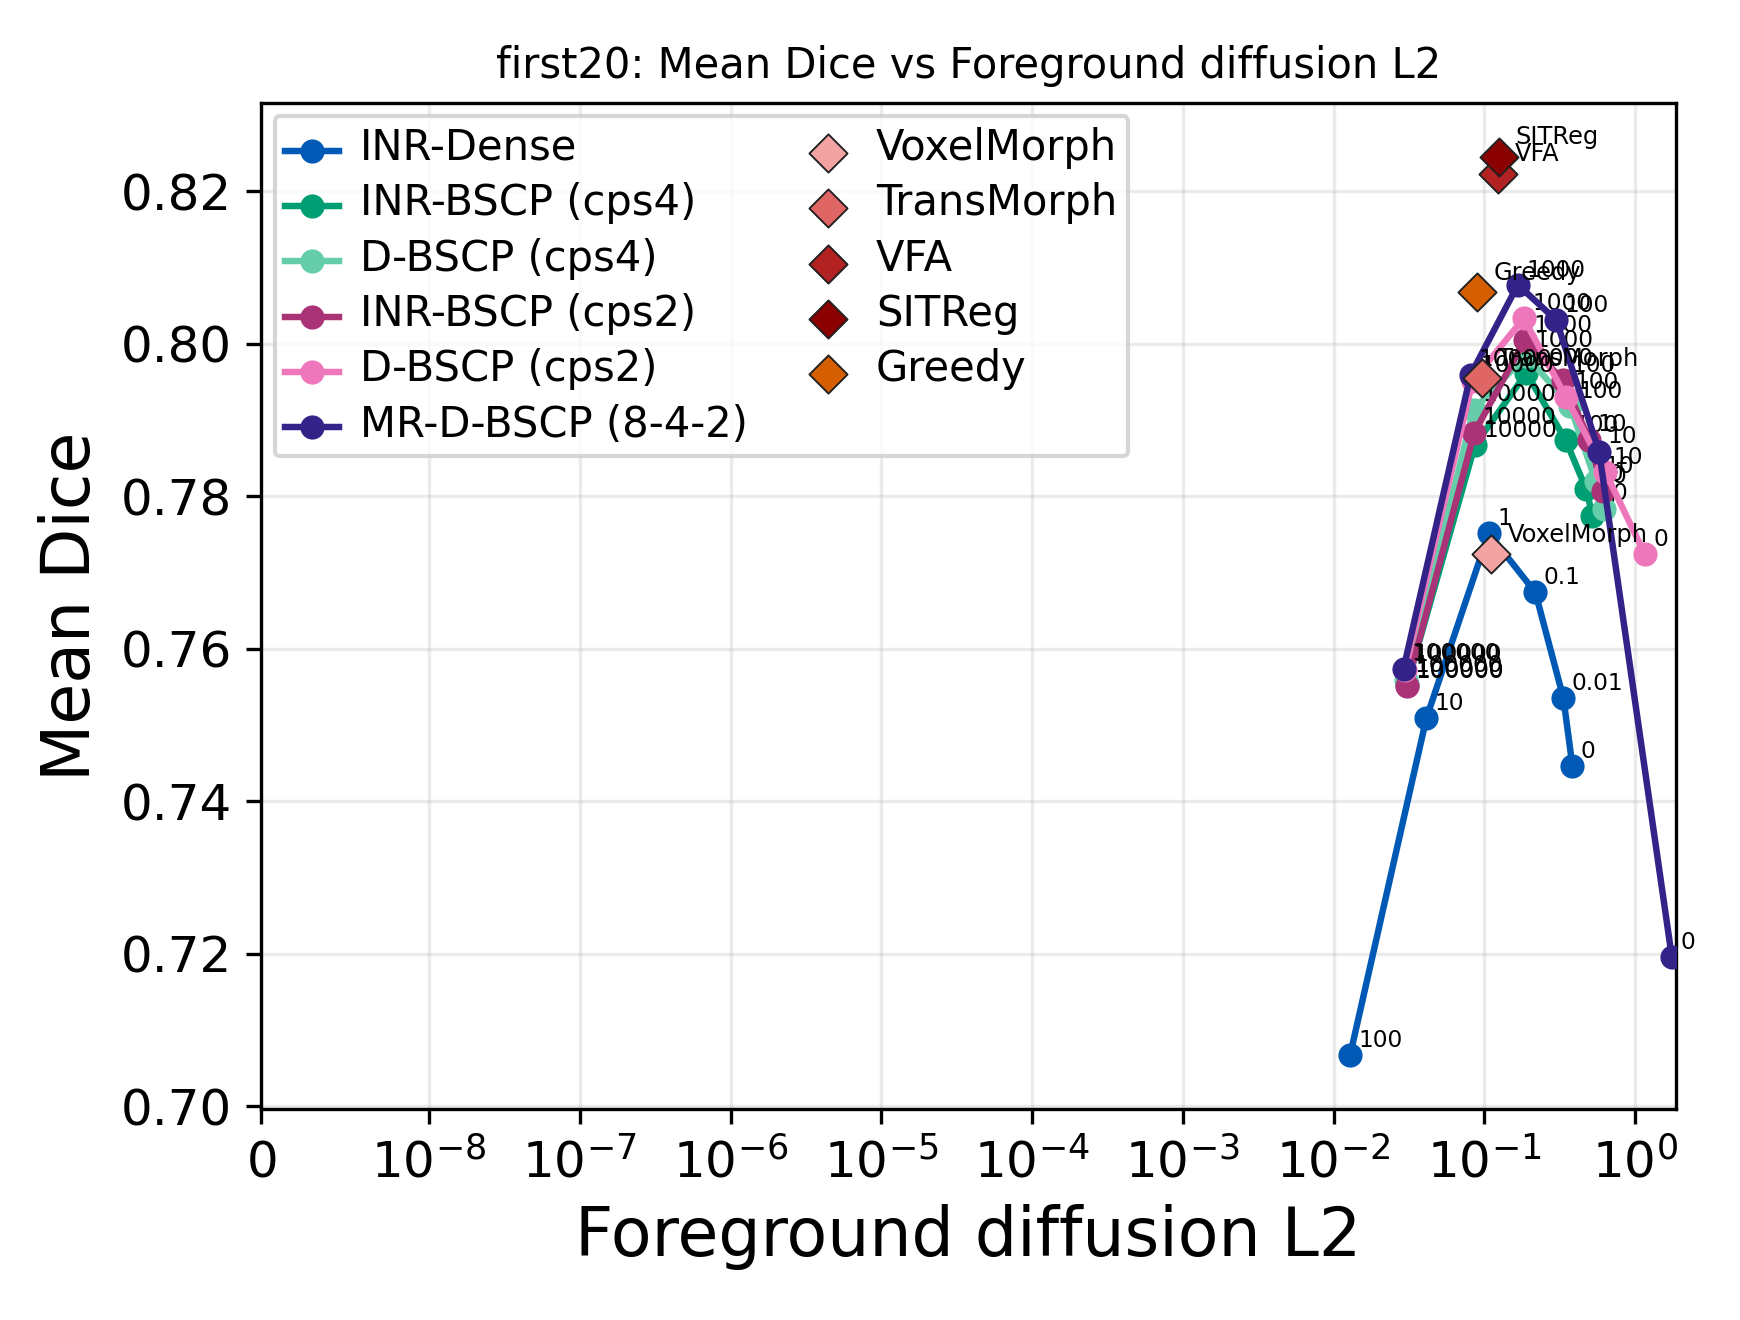 first20: Mean Dice vs Foreground diffusion L2
INR-Dense
INR-BSCP (cps4)
D-BSCP (cps4)
INR-BSCP (cps2)
D-BSCP (cps2)
MR-D-BSCP (8-4-2)
VoxelMorph
TransMorph
VFA
SITReg
Greedy
SITReg
VFA
Greedy
1000
100
1000
1000
TransMorph
100
100
100
10000
10000
10000
10
10
10
1
VoxelMorph
0
0.1
100000
100000
10
0.01
0
0
100
0.82
0.80
0.78
0.76
0.74
0.72
0.70
Mean Dice
0
10⁻⁸
10⁻⁷
10⁻⁶
10⁻⁵
10⁻⁴
10⁻³
10⁻²
10⁻¹
10⁰
Foreground diffusion L2